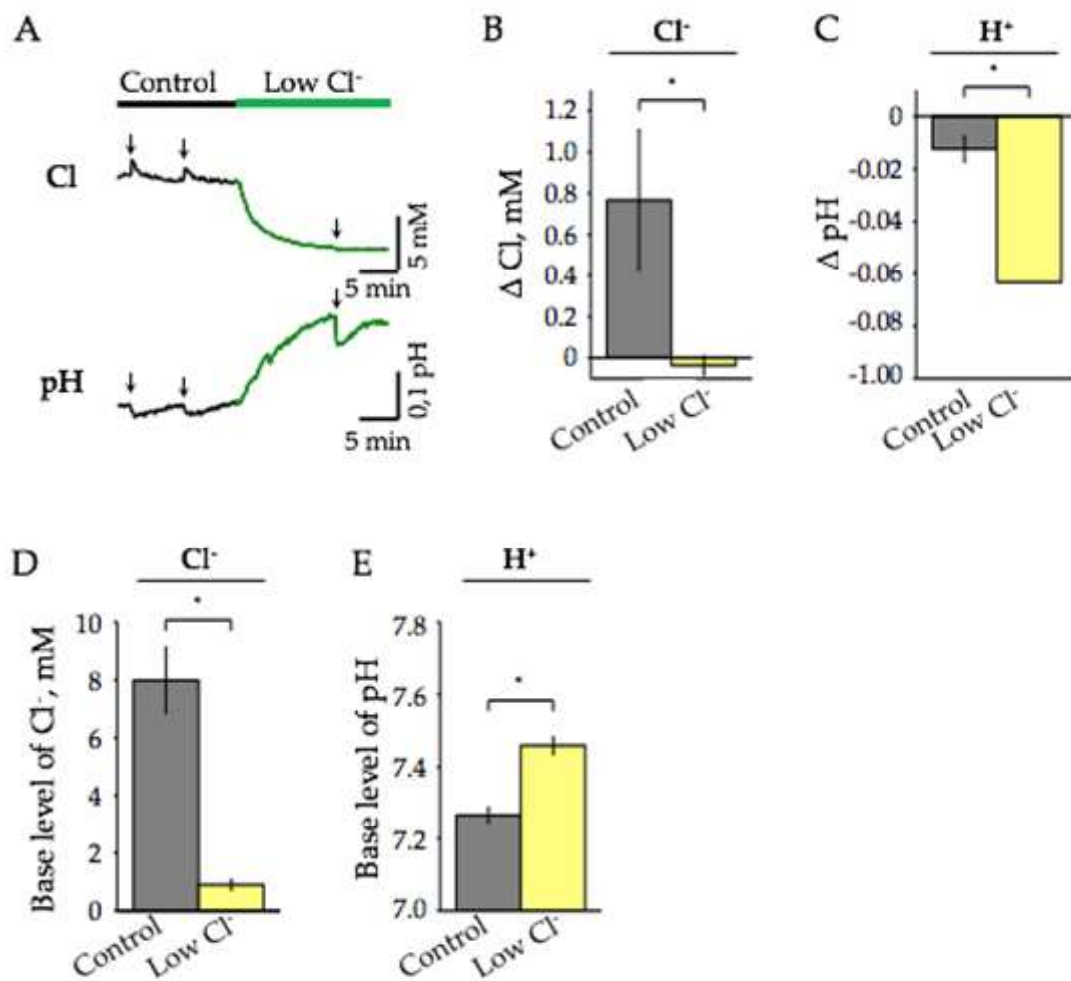 A
Control Low Cl⁻
Cl
5 mM
5 min
pH
0,1 pH
5 min
B
Cl⁻
*
Δ Cl, mM
1.2
1.0
0.8
0.6
0.4
0.2
0
Control
Low Cl⁻
C
H⁺
*
Δ pH
0
-0.02
-0.04
-0.06
-0.08
-1.00
Control
Low Cl⁻
D
Cl⁻
*
Base level of Cl⁻, mM
10
8
6
4
2
0
Control
Low Cl⁻
E
H⁺
*
Base level of pH
7.8
7.6
7.4
7.2
7.0
Control
Low Cl⁻